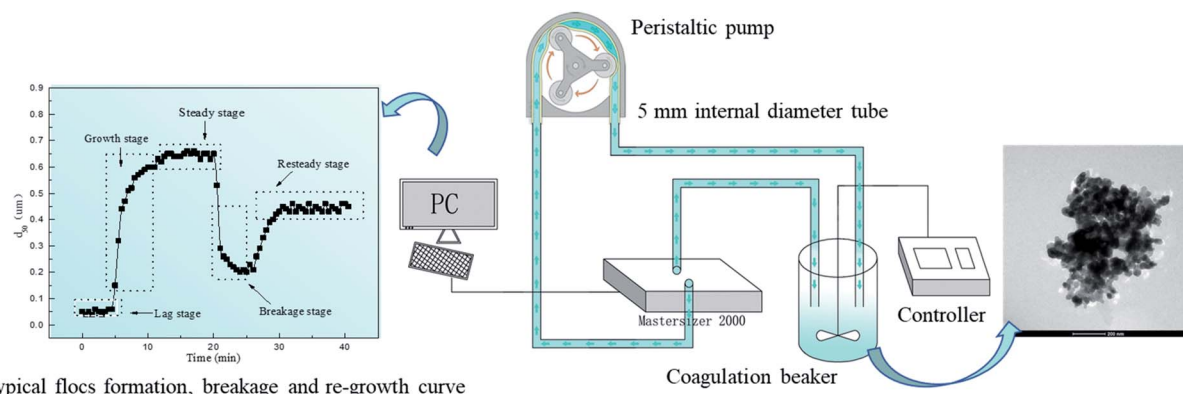 Peristaltic pump
5 mm internal diameter tube
0.9
0.8
0.7
0.6
0.5
0.4
0.3
0.2
0.1
0.0
d50 (um)
Steady stage
Growth stage
Resteady stage
Lag stage
Breakage stage
0
10
20
30
40
Time (min)
PC
Mastersizer 2000
Controller
Coagulation beaker
200 nm
ypical flocs formation, breakage and re-growth curve